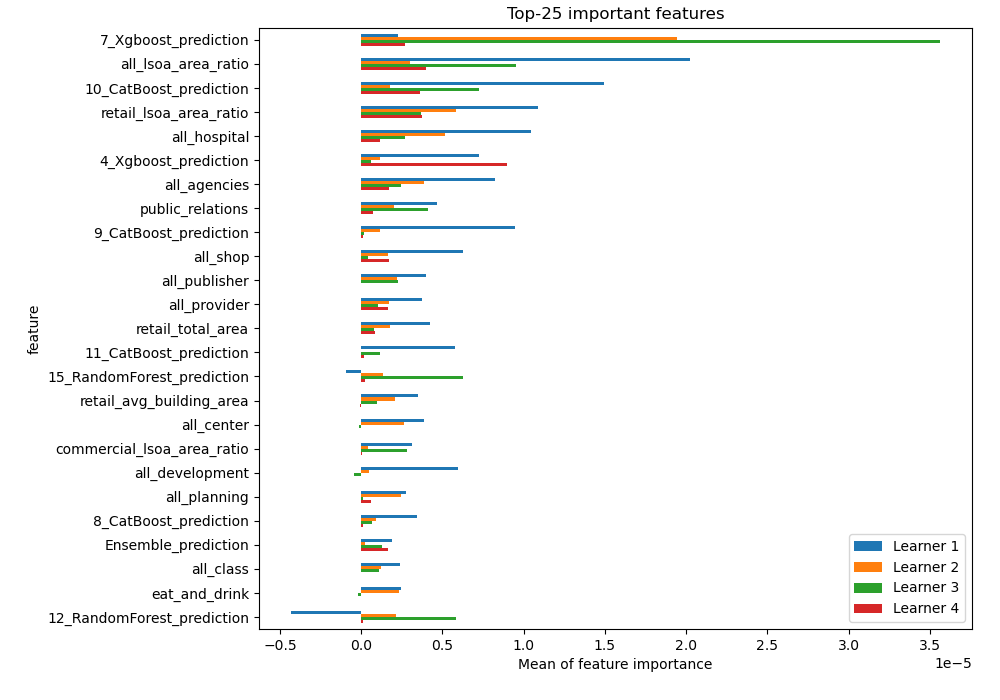 Top-25 important features
7_Xgboost_prediction
all_lsoa_area_ratio
10_CatBoost_prediction
retail_lsoa_area_ratio
all_hospital
4_Xgboost_prediction
all_agencies
public_relations
9_CatBoost_prediction
all_shop
all_publisher
all_provider
retail_total_area
11_CatBoost_prediction
15_RandomForest_prediction
retail_avg_building_area
all_center
commercial_lsoa_area_ratio
all_development
all_planning
8_CatBoost_prediction
Ensemble_prediction
all_class
eat_and_drink
12_RandomForest_prediction
feature
Learner 1
Learner 2
Learner 3
Learner 4
−0.5 0.0 0.5 1.0 1.5 2.0 2.5 3.0 3.5
Mean of feature importance
1e−5